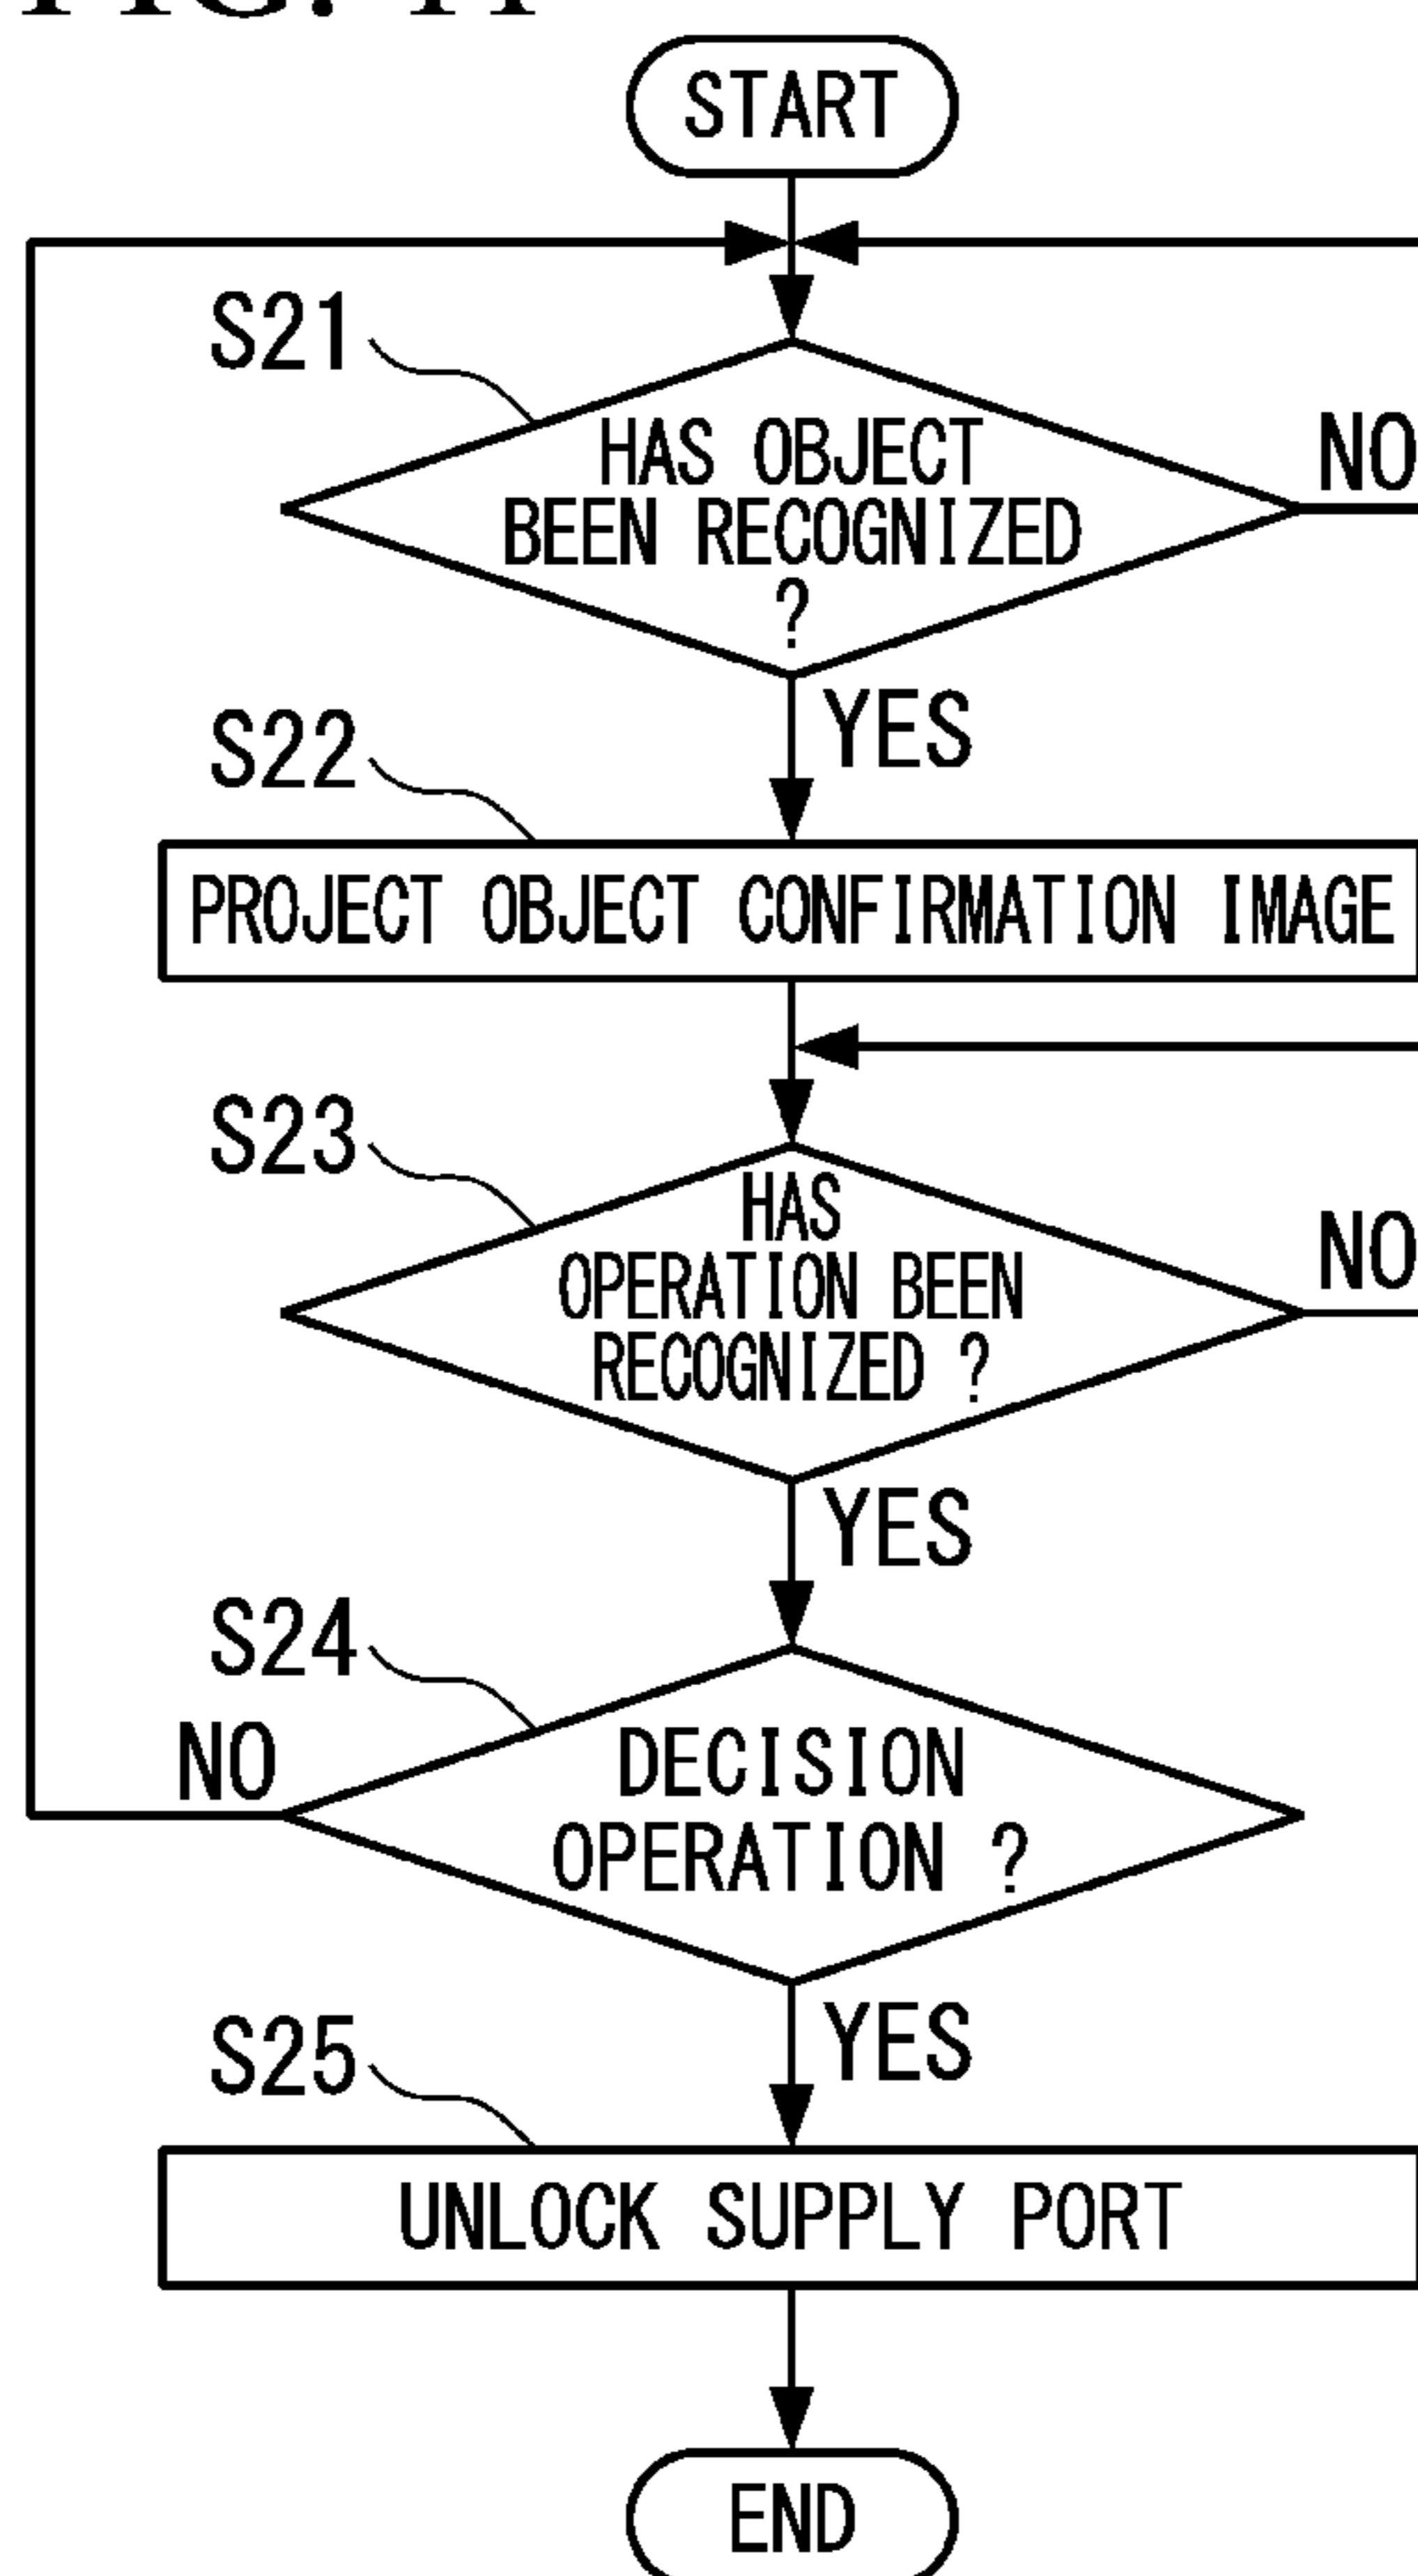 START
S21
HAS OBJECT
BEEN RECOGNIZED
?
NO
YES
S22
PROJECT OBJECT CONFIRMATION IMAGE
S23
HAS
OPERATION BEEN
RECOGNIZED ?
NO
YES
S24
NO
DECISION
OPERATION ?
YES
S25
UNLOCK SUPPLY PORT
END